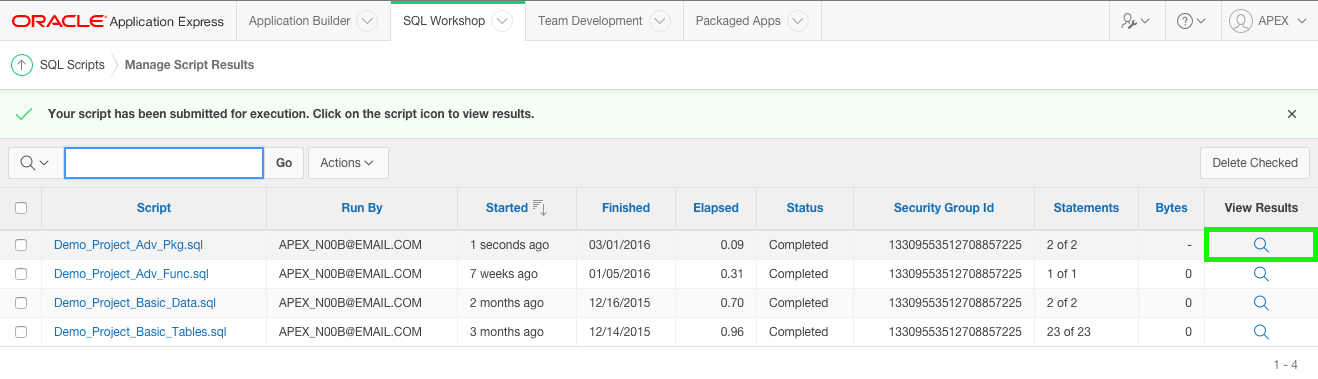 ORACLE Application Express Application Builder SQL Workshop Team Development Packaged Apps APEX
SQL Scripts Manage Script Results
Your script has been submitted for execution. Click on the script icon to view results.
Go Actions Delete Checked
Script Run By Started Finished Elapsed Status Security Group Id Statements Bytes View Results
Demo_Project_Adv_Pkg.sql APEX_N00B@EMAIL.COM 1 seconds ago 03/01/2016 0.09 Completed 13309553512708857225 2 of 2 -
Demo_Project_Adv_Func.sql APEX_N00B@EMAIL.COM 7 weeks ago 01/05/2016 0.31 Completed 13309553512708857225 1 of 1 0
Demo_Project_Basic_Data.sql APEX_N00B@EMAIL.COM 2 months ago 12/16/2015 0.70 Completed 13309553512708857225 2 of 2 0
Demo_Project_Basic_Tables.sql APEX_N00B@EMAIL.COM 3 months ago 12/14/2015 0.96 Completed 13309553512708857225 23 of 23 0
1 - 4